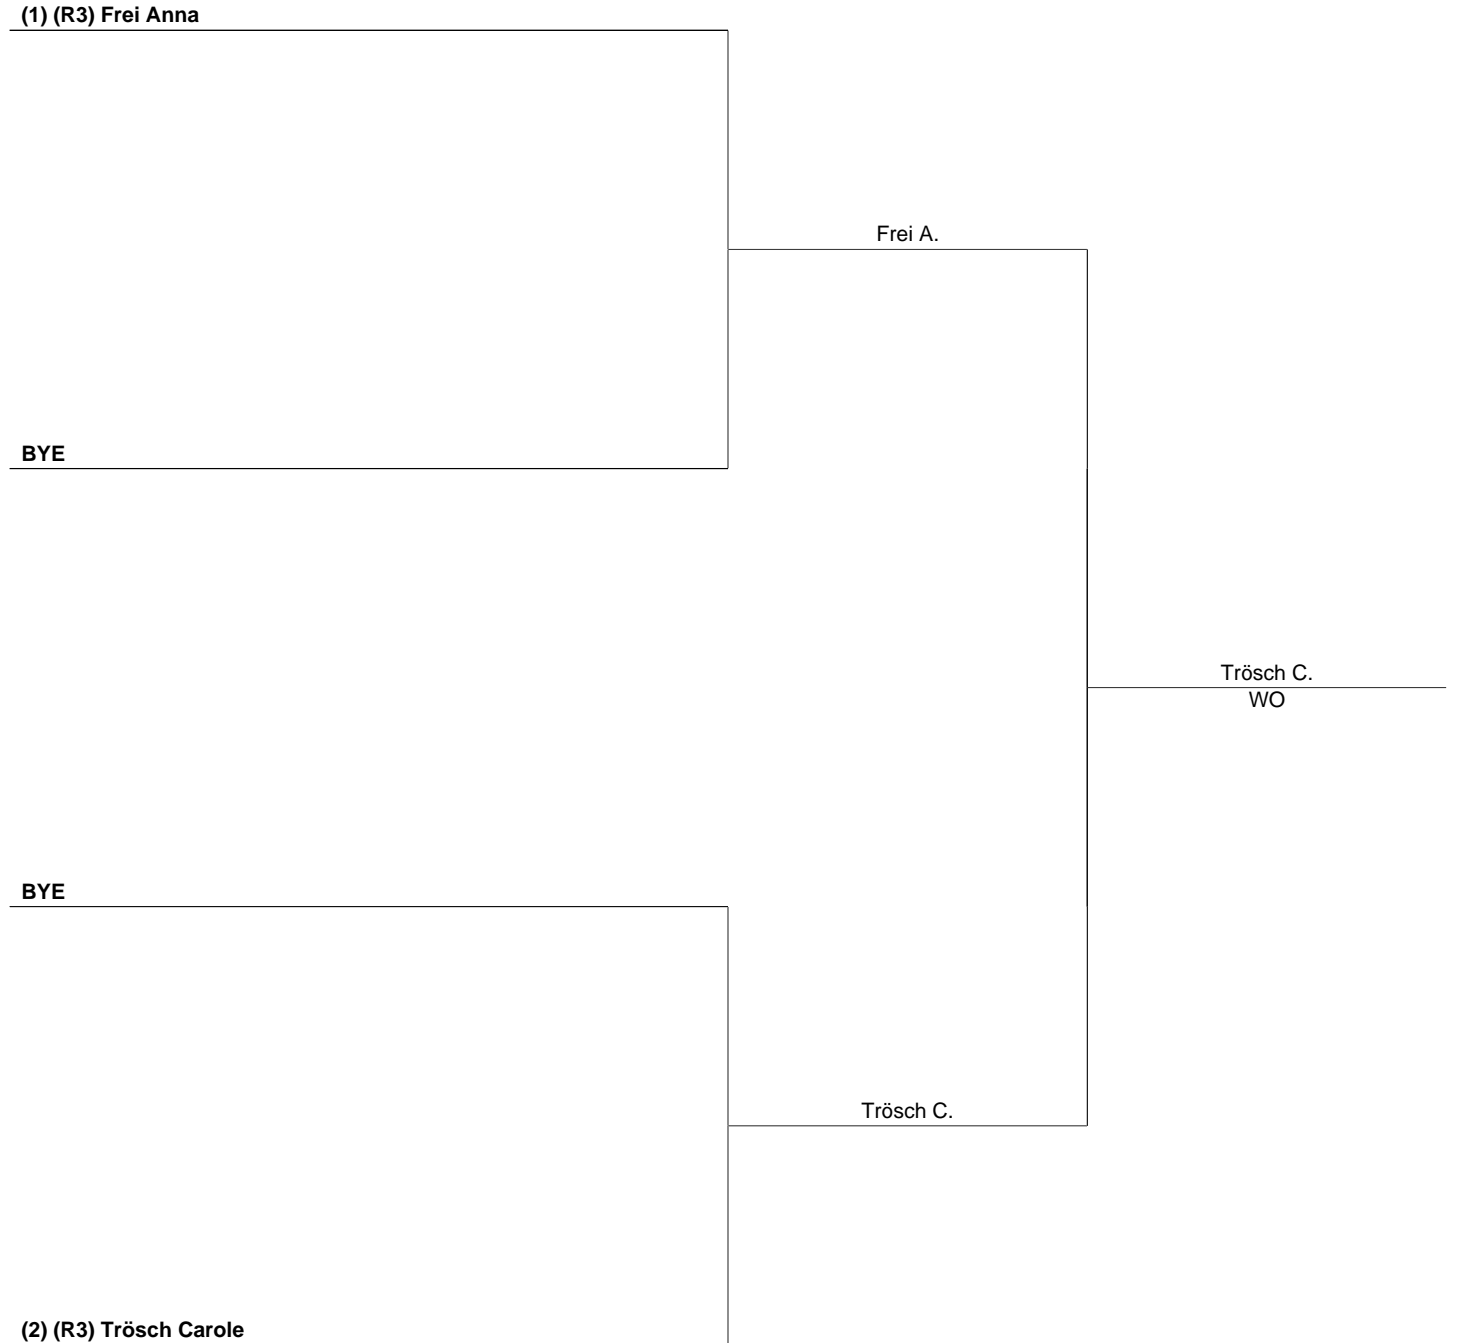 (1) (R3) Frei Anna
Frei A.
BYE
Trösch C.
WO
BYE
Trösch C.
(2) (R3) Trösch Carole